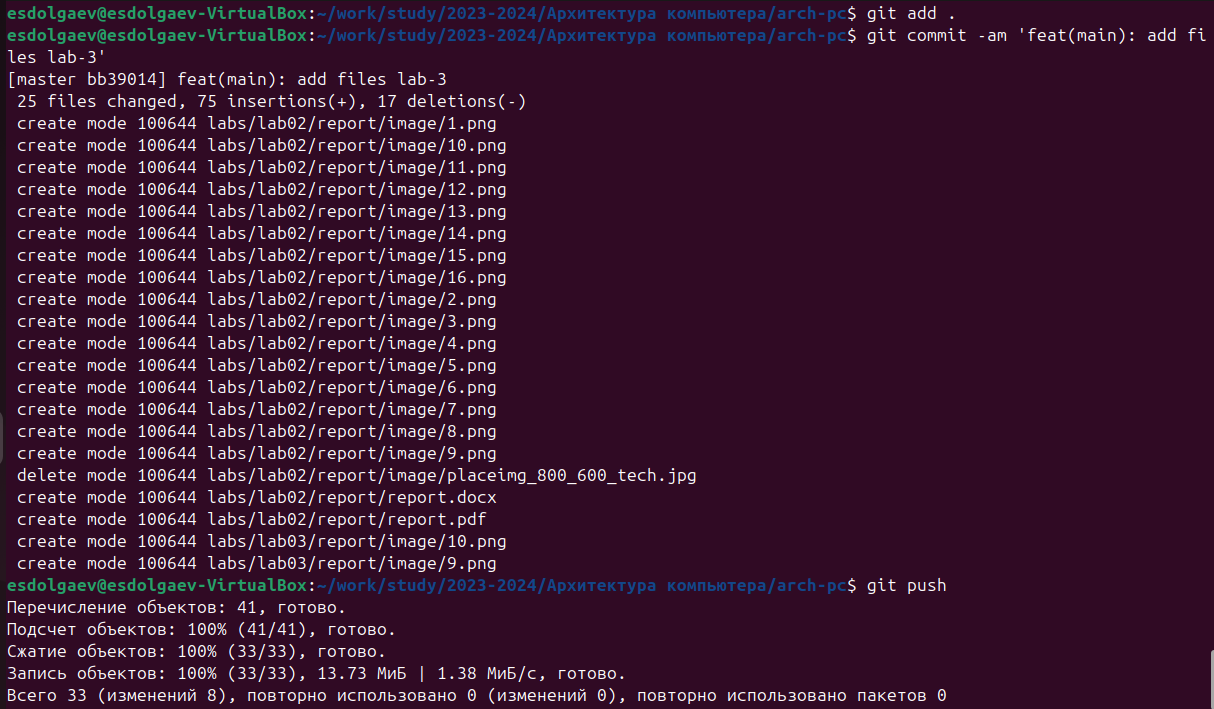 esdolgaev@esdolgaev-VirtualBox:~/work/study/2023-2024/Архитектура компьютера/arch-pc$ git add .
esdolgaev@esdolgaev-VirtualBox:~/work/study/2023-2024/Архитектура компьютера/arch-pc$ git commit -am 'feat(main): add fi
les lab-3'
[master bb39014] feat(main): add files lab-3
 25 files changed, 75 insertions(+), 17 deletions(-)
 create mode 100644 labs/lab02/report/image/1.png
 create mode 100644 labs/lab02/report/image/10.png
 create mode 100644 labs/lab02/report/image/11.png
 create mode 100644 labs/lab02/report/image/12.png
 create mode 100644 labs/lab02/report/image/13.png
 create mode 100644 labs/lab02/report/image/14.png
 create mode 100644 labs/lab02/report/image/15.png
 create mode 100644 labs/lab02/report/image/16.png
 create mode 100644 labs/lab02/report/image/2.png
 create mode 100644 labs/lab02/report/image/3.png
 create mode 100644 labs/lab02/report/image/4.png
 create mode 100644 labs/lab02/report/image/5.png
 create mode 100644 labs/lab02/report/image/6.png
 create mode 100644 labs/lab02/report/image/7.png
 create mode 100644 labs/lab02/report/image/8.png
 create mode 100644 labs/lab02/report/image/9.png
 delete mode 100644 labs/lab02/report/image/placeimg_800_600_tech.jpg
 create mode 100644 labs/lab02/report/report.docx
 create mode 100644 labs/lab02/report/report.pdf
 create mode 100644 labs/lab03/report/image/10.png
 create mode 100644 labs/lab03/report/image/9.png
esdolgaev@esdolgaev-VirtualBox:~/work/study/2023-2024/Архитектура компьютера/arch-pc$ git push
Перечисление объектов: 41, готово.
Подсчет объектов: 100% (41/41), готово.
Сжатие объектов: 100% (33/33), готово.
Запись объектов: 100% (33/33), 13.73 МиБ | 1.38 МиБ/с, готово.
Всего 33 (изменений 8), повторно использовано 0 (изменений 0), повторно использовано пакетов 0